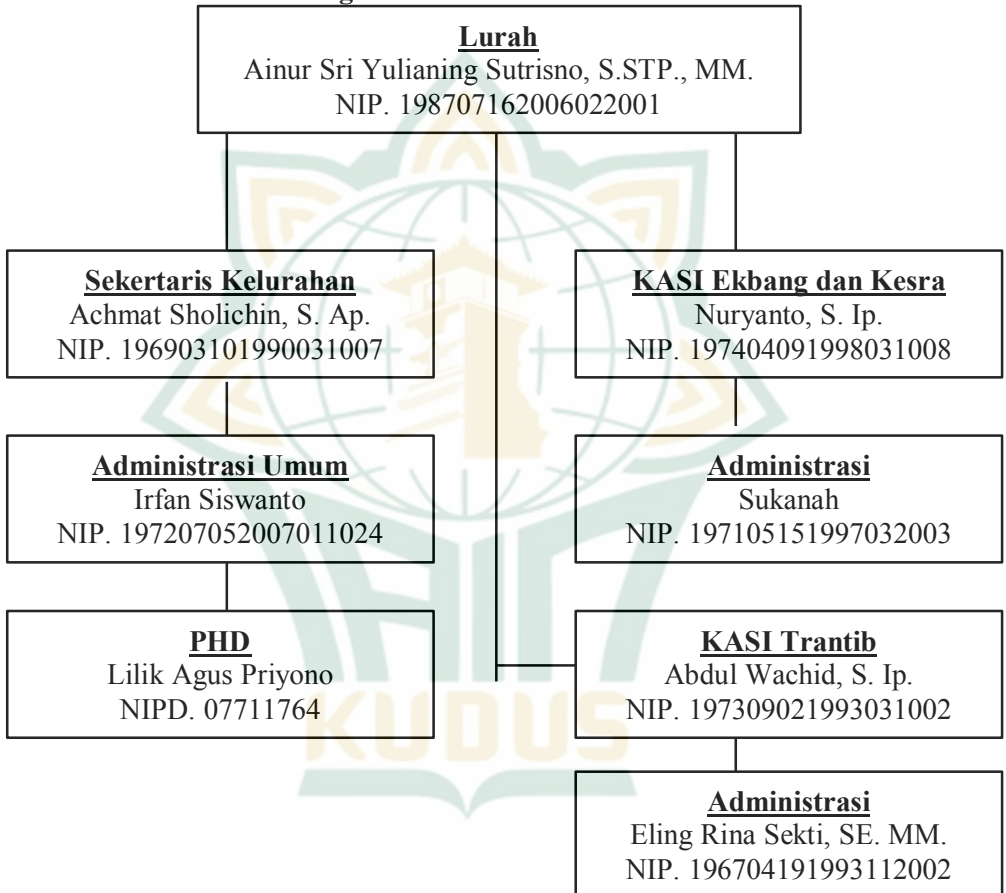 Lurah
Ainur Sri Yulianing Sutrisno, S.STP., MM.
NIP. 198707162006022001
Sekertaris Kelurahan
Achmat Sholichin, S. Ap.
NIP. 196903101990031007
KASI Ekbang dan Kesra
Nuryanto, S. Ip.
NIP. 197404091998031008
Administrasi Umum
Irfan Siswanto
NIP. 197207052007011024
Administrasi
Sukanah
NIP. 197105151997032003
PHD
Lilik Agus Priyono
NIPD. 07711764
KASI Trantib
Abdul Wachid, S. Ip.
NIP. 197309021993031002
KUDUS
Administrasi
Eling Rina Sekti, SE. MM.
NIP. 196704191993112002